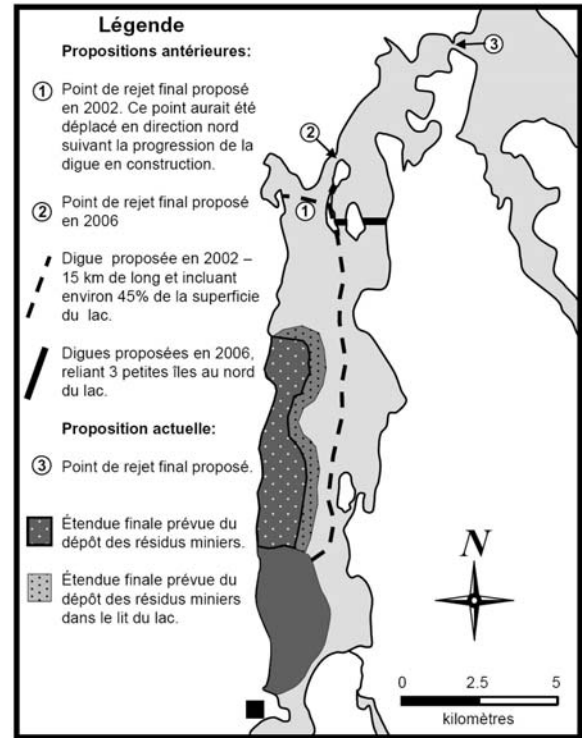 Légende
Propositions antérieures:
1 Point de rejet final proposé
en 2002. Ce point aurait été
déplacé en direction nord
suivant la progression de la
digue en construction.
2 Point de rejet final proposé
en 2006
Digue proposée en 2002 –
15 km de long et incluant
environ 45% de la superficie
du lac.
Digues proposées en 2006,
reliant 3 petites îles au nord
du lac.
Proposition actuelle:
3 Point de rejet final proposé.
Étendue finale prévue du
dépôt des résidus miniers.
Étendue finale prévue du
dépôt des résidus miniers
dans le lit du lac.
3
2
1
N
0 2.5 5
kilomètres